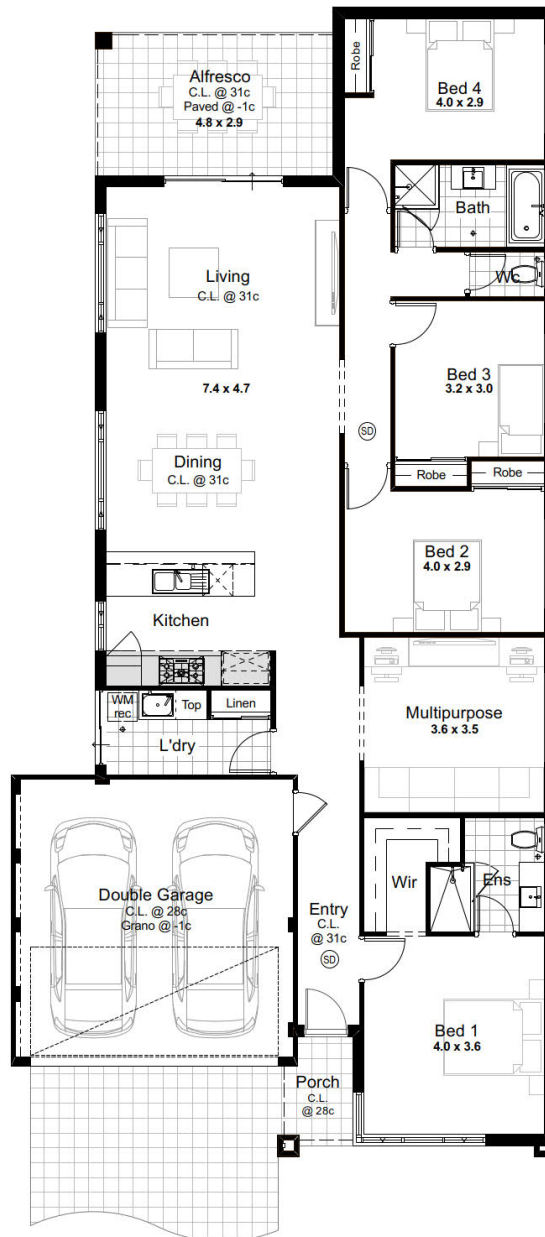 Alfresco
C.L. @ 31c
Paved @ -1c
4.8 x 2.9
Robe
Bed 4
4.0 x 2.9
Bath
Wc
Living
C.L. @ 31c
7.4 x 4.7
Bed 3
3.2 x 3.0
SD
Dining
C.L. @ 31c
Robe
Robe
Bed 2
4.0 x 2.9
Kitchen
WM
rec
Top
Linen
L'dry
Multipurpose
3.6 x 3.5
Double Garage
C.L. @ 28c
Grano @ -1c
Wir
Ens
Entry
C.L.
@ 31c
SD
Bed 1
4.0 x 3.6
Porch
C.L.
@ 28c